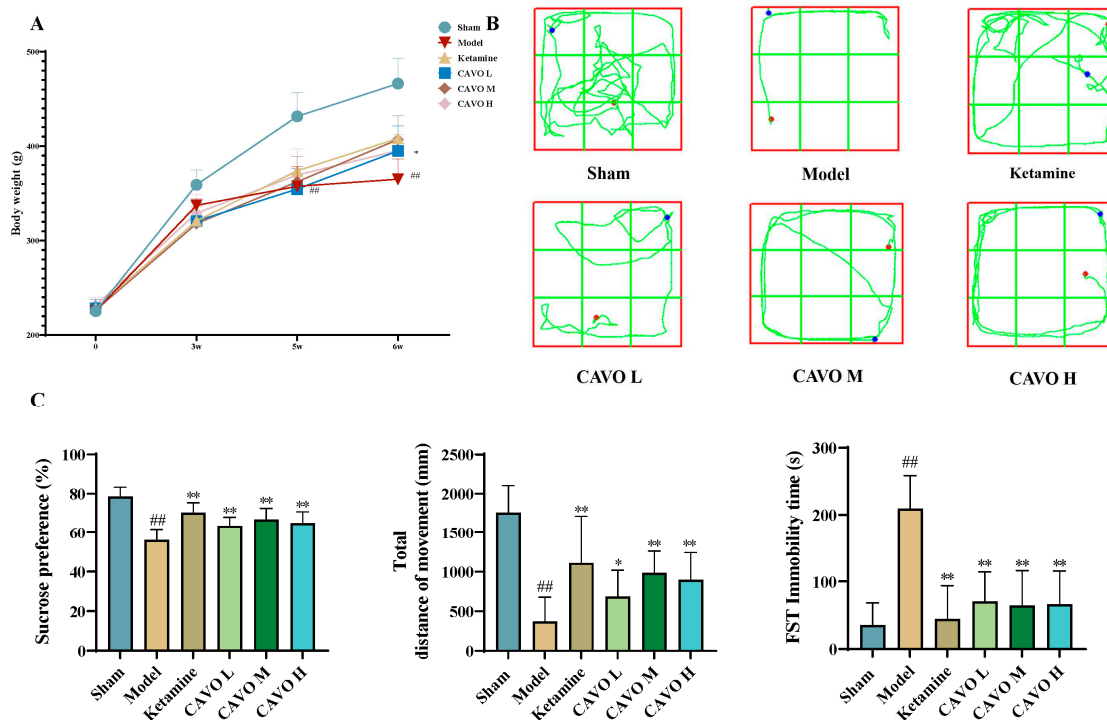 A
Sham
Model
Ketamine
CAVO L
CAVO M
CAVO H
Body weight (g)
500
400
300
200
0
3w
5w
6w
##
*
##
B
Sham
Model
Ketamine
CAVO L
CAVO M
CAVO H
C
Sucrose preference (%)
100
80
60
40
20
0
##
**
**
**
**
Sham
Model
Ketamine
CAVO L
CAVO M
CAVO H
Total
distance of movement (mm)
2500
2000
1500
1000
500
0
##
**
*
**
**
Sham
Model
Ketamine
CAVO L
CAVO M
CAVO H
FST Immobility time (s)
300
200
100
0
##
**
**
**
**
Sham
Model
Ketamine
CAVO L
CAVO M
CAVO H